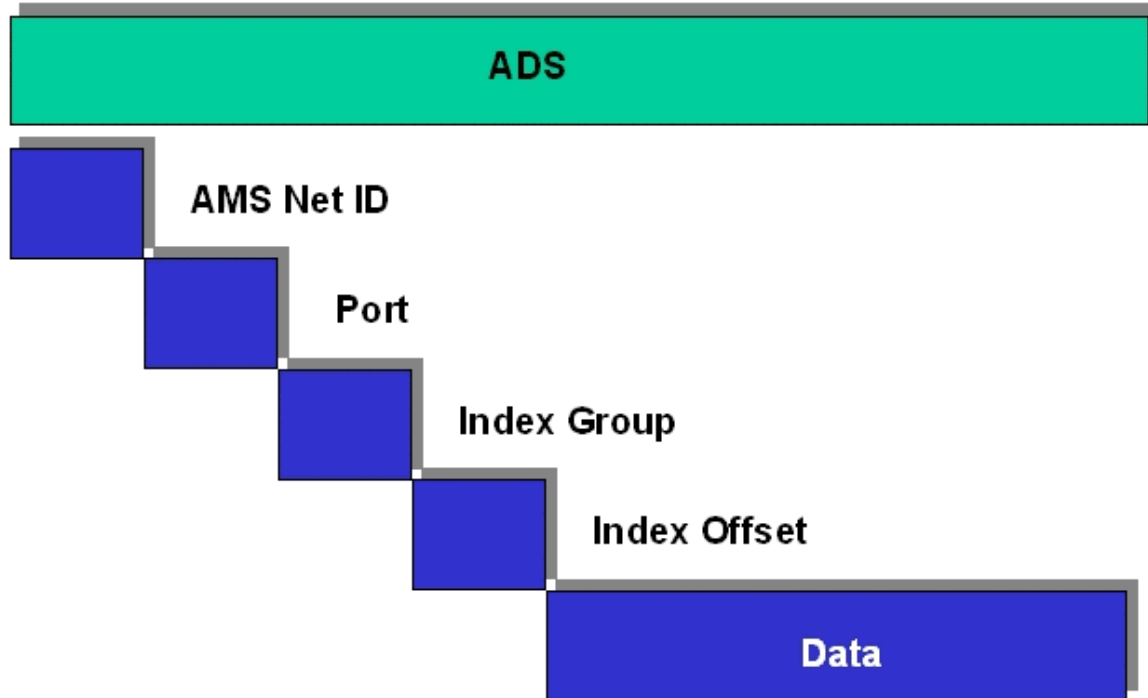 ADS
AMS Net ID
Port
Index Group
Index Offset
Data